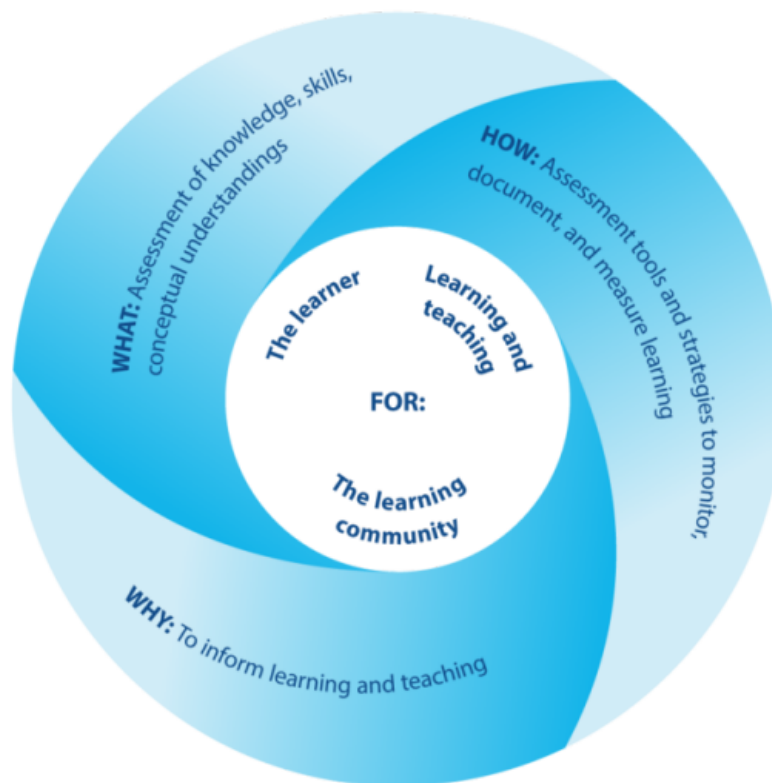 WHAT: Assessment of knowledge, skills,
conceptual understandings
HOW: Assessment tools and strategies to monitor,
document, and measure learning
The learner
Learning and
teaching
FOR:
The learning
community
WHY: To inform learning and teaching